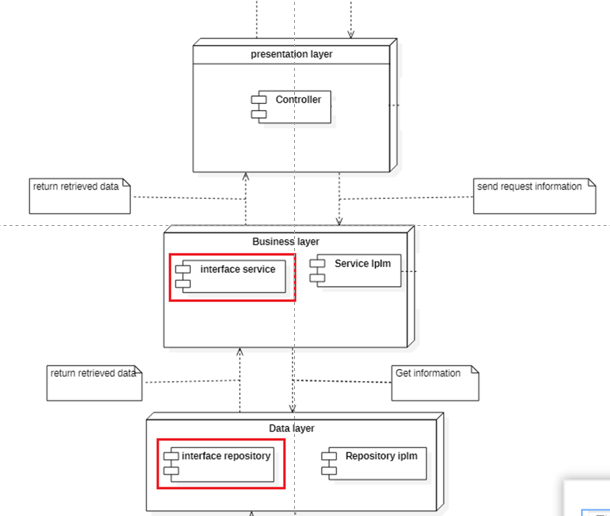 presentation layer
Controller
return retrieved data
send request information
Business layer
interface service
Service Iplm
return retrieved data
Get information
Data layer
interface repository
Repository iplm